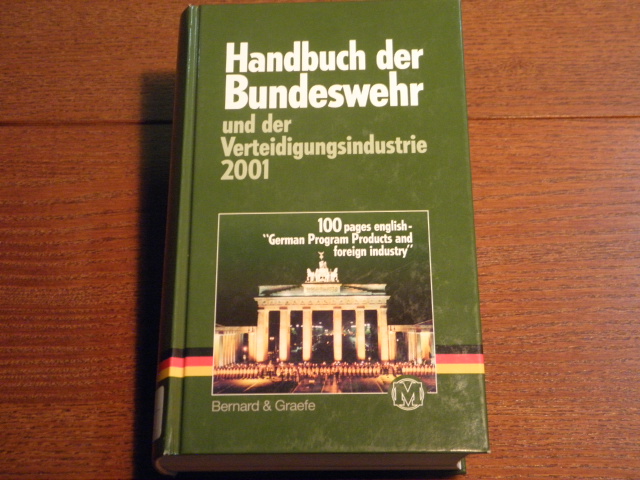 Handbuch der
Bundeswehr
und der
Verteidigungsindustrie
2001
100 pages english-
"German Program Products and
foreign industry"
Bernard & Graefe
M